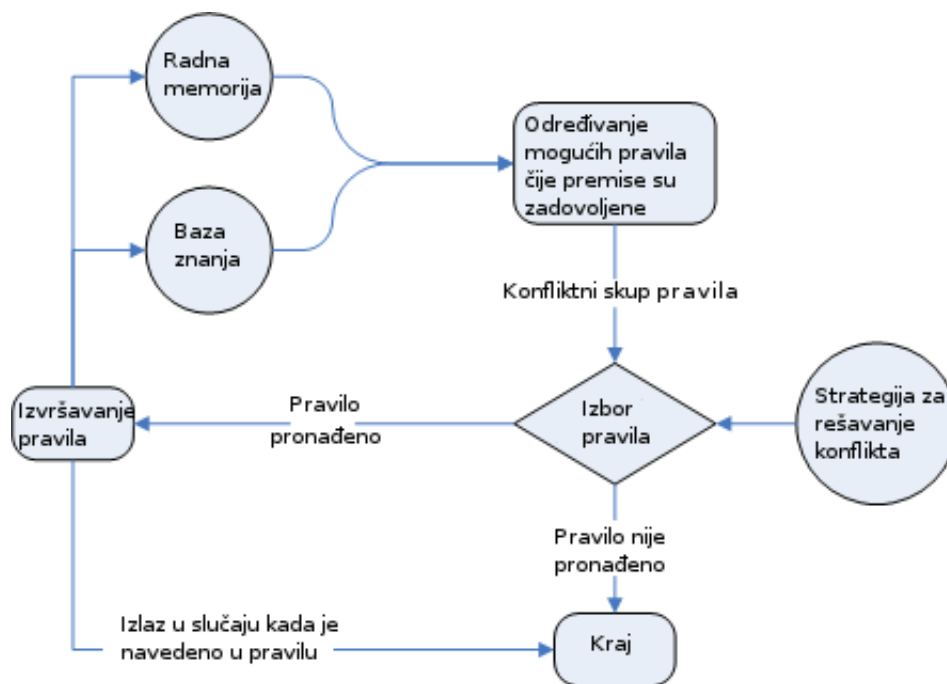 Radna
memorija
Određivanje
mogućih pravila
čije premise su
zadovoljene
Baza
znanja
Konfliktni skup pravila
Izvršavanje
pravila
Pravilo
pronađeno
Izbor
pravila
Strategija za
rešavanje
konflikta
Pravilo nije
pronađeno
Izlaz u slučaju kada je
navedeno u pravilu
Kraj